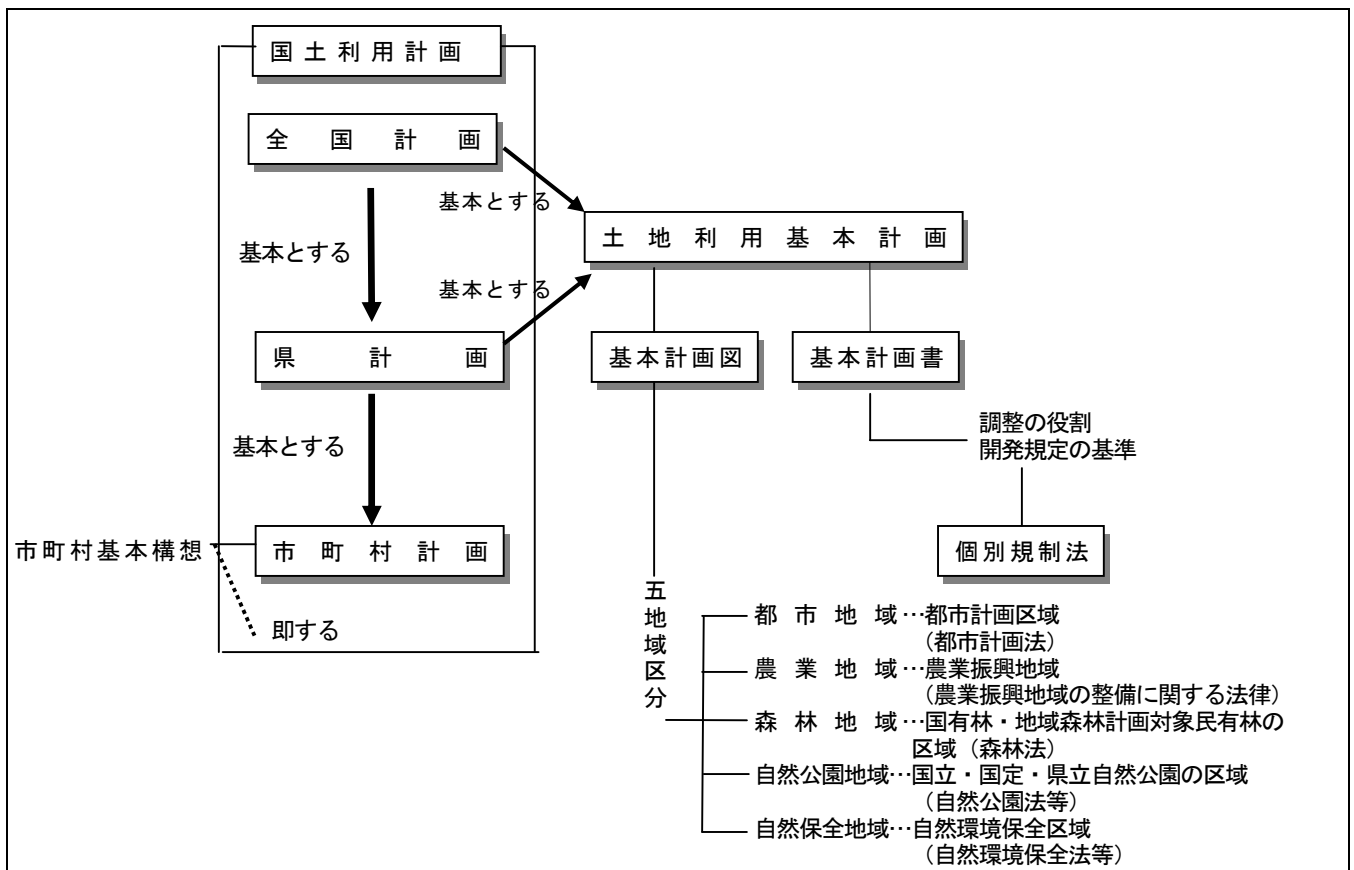 国土利用計画
全国計画
基本とする
土地利用基本計画
基本とする
基本とする
県計画
基本計画図
基本計画書
調整の役割
開発規定の基準
基本とする
市町村基本構想
市町村計画
個別規制法
即する
五地域区分
都市地域…都市計画区域
(都市計画法)
農業地域…農業振興地域
(農業振興地域の整備に関する法律)
森林地域…国有林・地域森林計画対象民有林の
区域(森林法)
自然公園地域…国立・国定・県立自然公園の区域
(自然公園法等)
自然保全地域…自然環境保全区域
(自然環境保全法等)